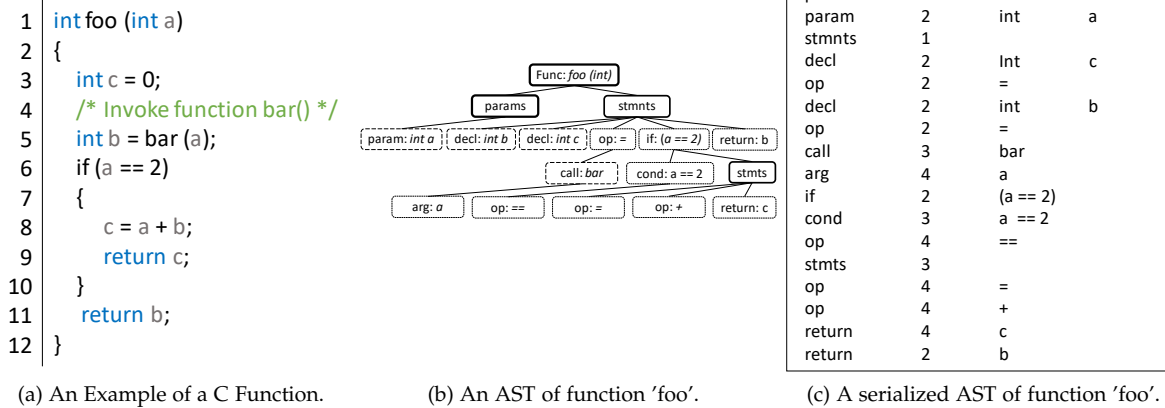 1 int foo (int a)
2 {
3 int c = 0;
4 /* Invoke function bar() */
5 int b = bar (a);
6 if (a == 2)
7 {
8 c = a + b;
9 return c;
10 }
11 return b;
12 }
(a) An Example of a C Function.
Func: foo (int)
params stmnts
param: int a decl: int b decl: int c op: = if: (a == 2) return: b
call: bar cond: a == 2 stmts
arg: a op: == op: = op: + return: c
(b) An AST of function 'foo'.
param 2 int a
stmnts 1
decl 2 Int c
op 2 =
decl 2 int b
op 2 =
call 3 bar
arg 4 a
if 2 (a == 2)
cond 3 a == 2
op 4 ==
stmts 3
op 4 =
op 4 +
return 4 c
return 2 b
(c) A serialized AST of function 'foo'.